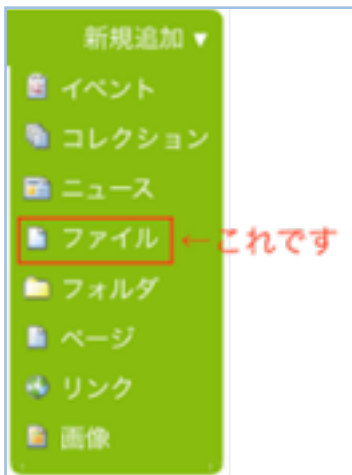 新規追加 ▼
イベント
コレクション
ニュース
ファイル ←これです
フォルダ
ページ
リンク
画像